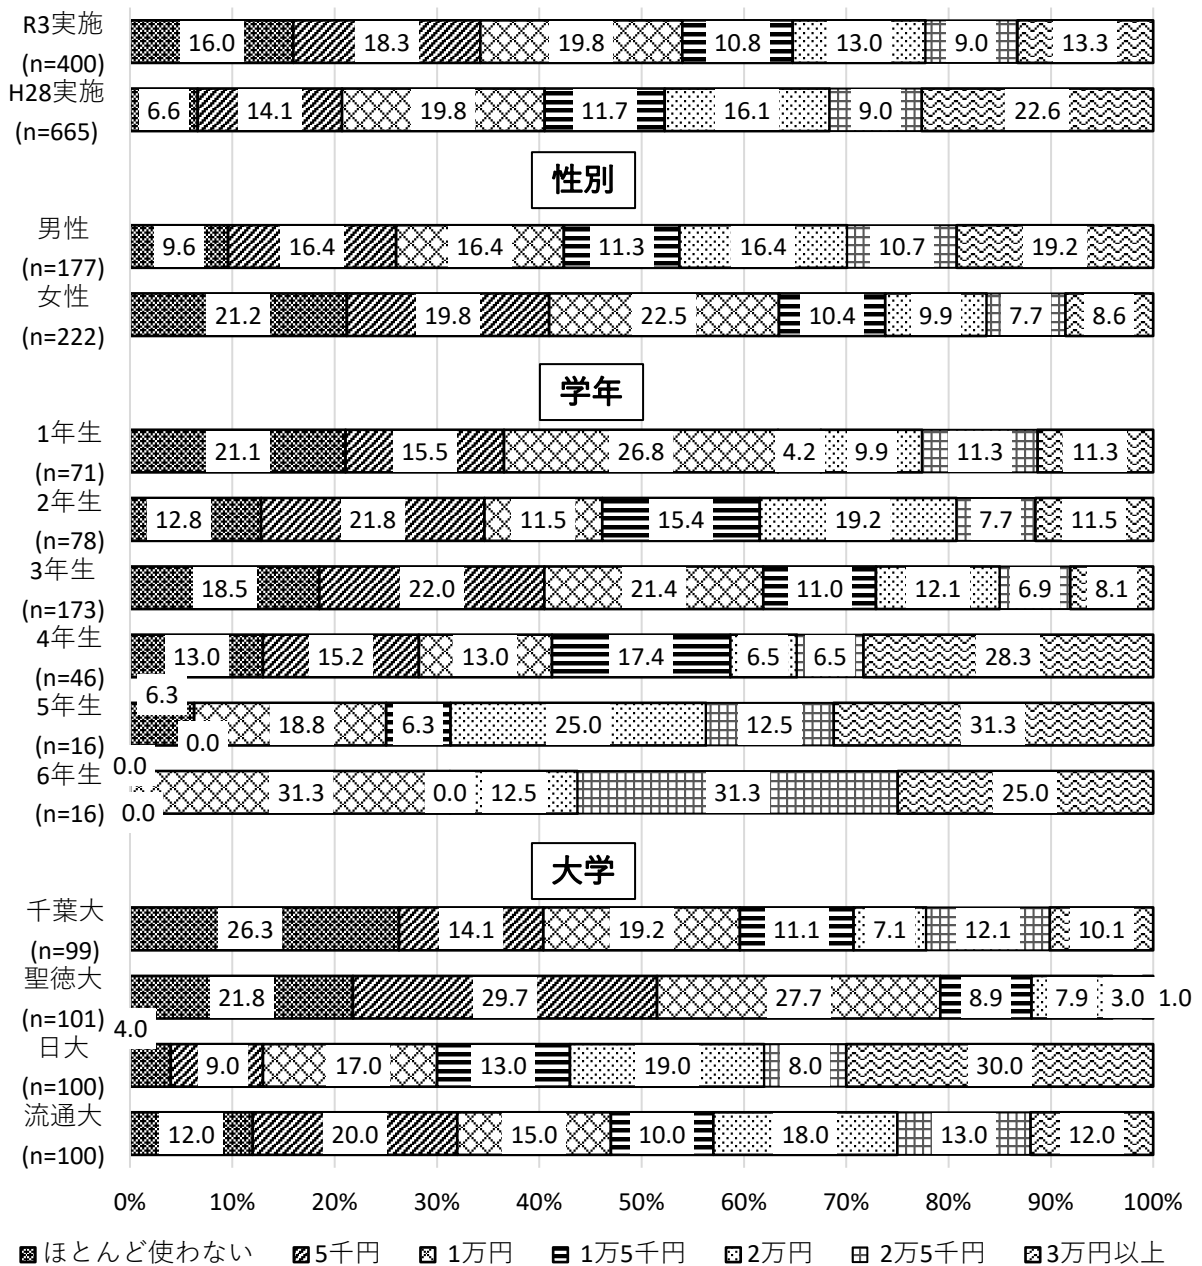 R3実施
(n=400)
16.0 18.3 19.8 10.8 13.0 9.0 13.3
H28実施
(n=665)
6.6 14.1 19.8 11.7 16.1 9.0 22.6
性別
男性
(n=177)
9.6 16.4 16.4 11.3 16.4 10.7 19.2
女性
(n=222)
21.2 19.8 22.5 10.4 9.9 7.7 8.6
学年
1年生
(n=71)
21.1 15.5 26.8 4.2 9.9 11.3 11.3
2年生
(n=78)
12.8 21.8 11.5 15.4 19.2 7.7 11.5
3年生
(n=173)
18.5 22.0 21.4 11.0 12.1 6.9 8.1
4年生
(n=46)
13.0 15.2 13.0 17.4 6.5 6.5 28.3
5年生
(n=16)
6.3 0.0 18.8 6.3 25.0 12.5 31.3
6年生
(n=16)
0.0 0.0 31.3 0.0 12.5 31.3 25.0
大学
千葉大
(n=99)
26.3 14.1 19.2 11.1 7.1 12.1 10.1
聖徳大
(n=101)
21.8 29.7 27.7 8.9 7.9 3.0 1.0
日大
(n=100)
4.0 9.0 17.0 13.0 19.0 8.0 30.0
流通大
(n=100)
12.0 20.0 15.0 10.0 18.0 13.0 12.0
0% 10% 20% 30% 40% 50% 60% 70% 80% 90% 100%
ほとんど使わない 5千円 1万円 1万5千円 2万円 2万5千円 3万円以上